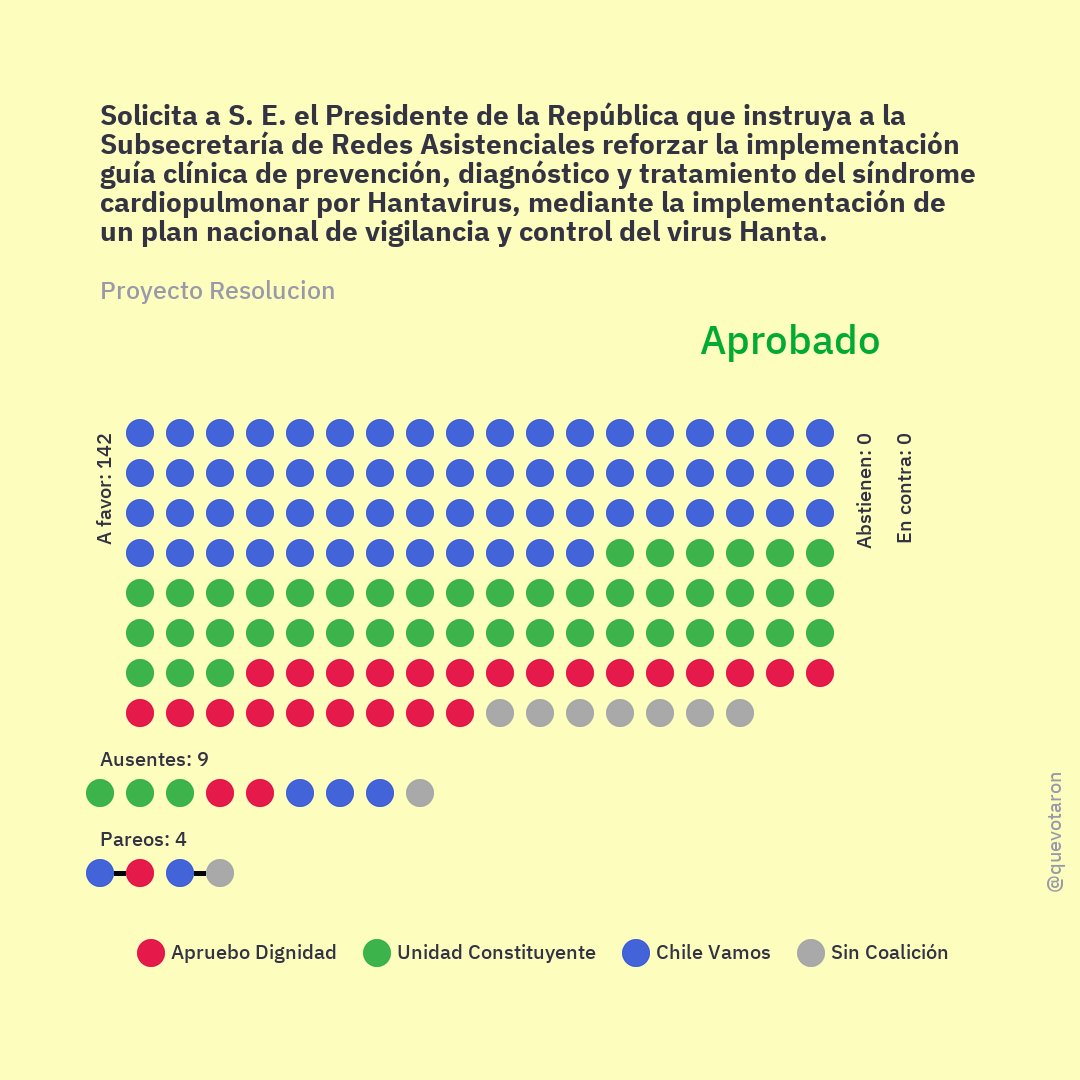 Solicita a S. E. el Presidente de la República que instruya a la
Subsecretaría de Redes Asistenciales reforzar la implementación
guía clínica de prevención, diagnóstico y tratamiento del síndrome
cardiopulmonar por Hantavirus, mediante la implementación de
un plan nacional de vigilancia y control del virus Hanta.
Proyecto Resolucion
Aprobado
A favor: 142
Abstienen: 0
En contra: 0
Ausentes: 9
Pareos: 4
@quevotaron
Apruebo Dignidad
Unidad Constituyente
Chile Vamos
Sin Coalición